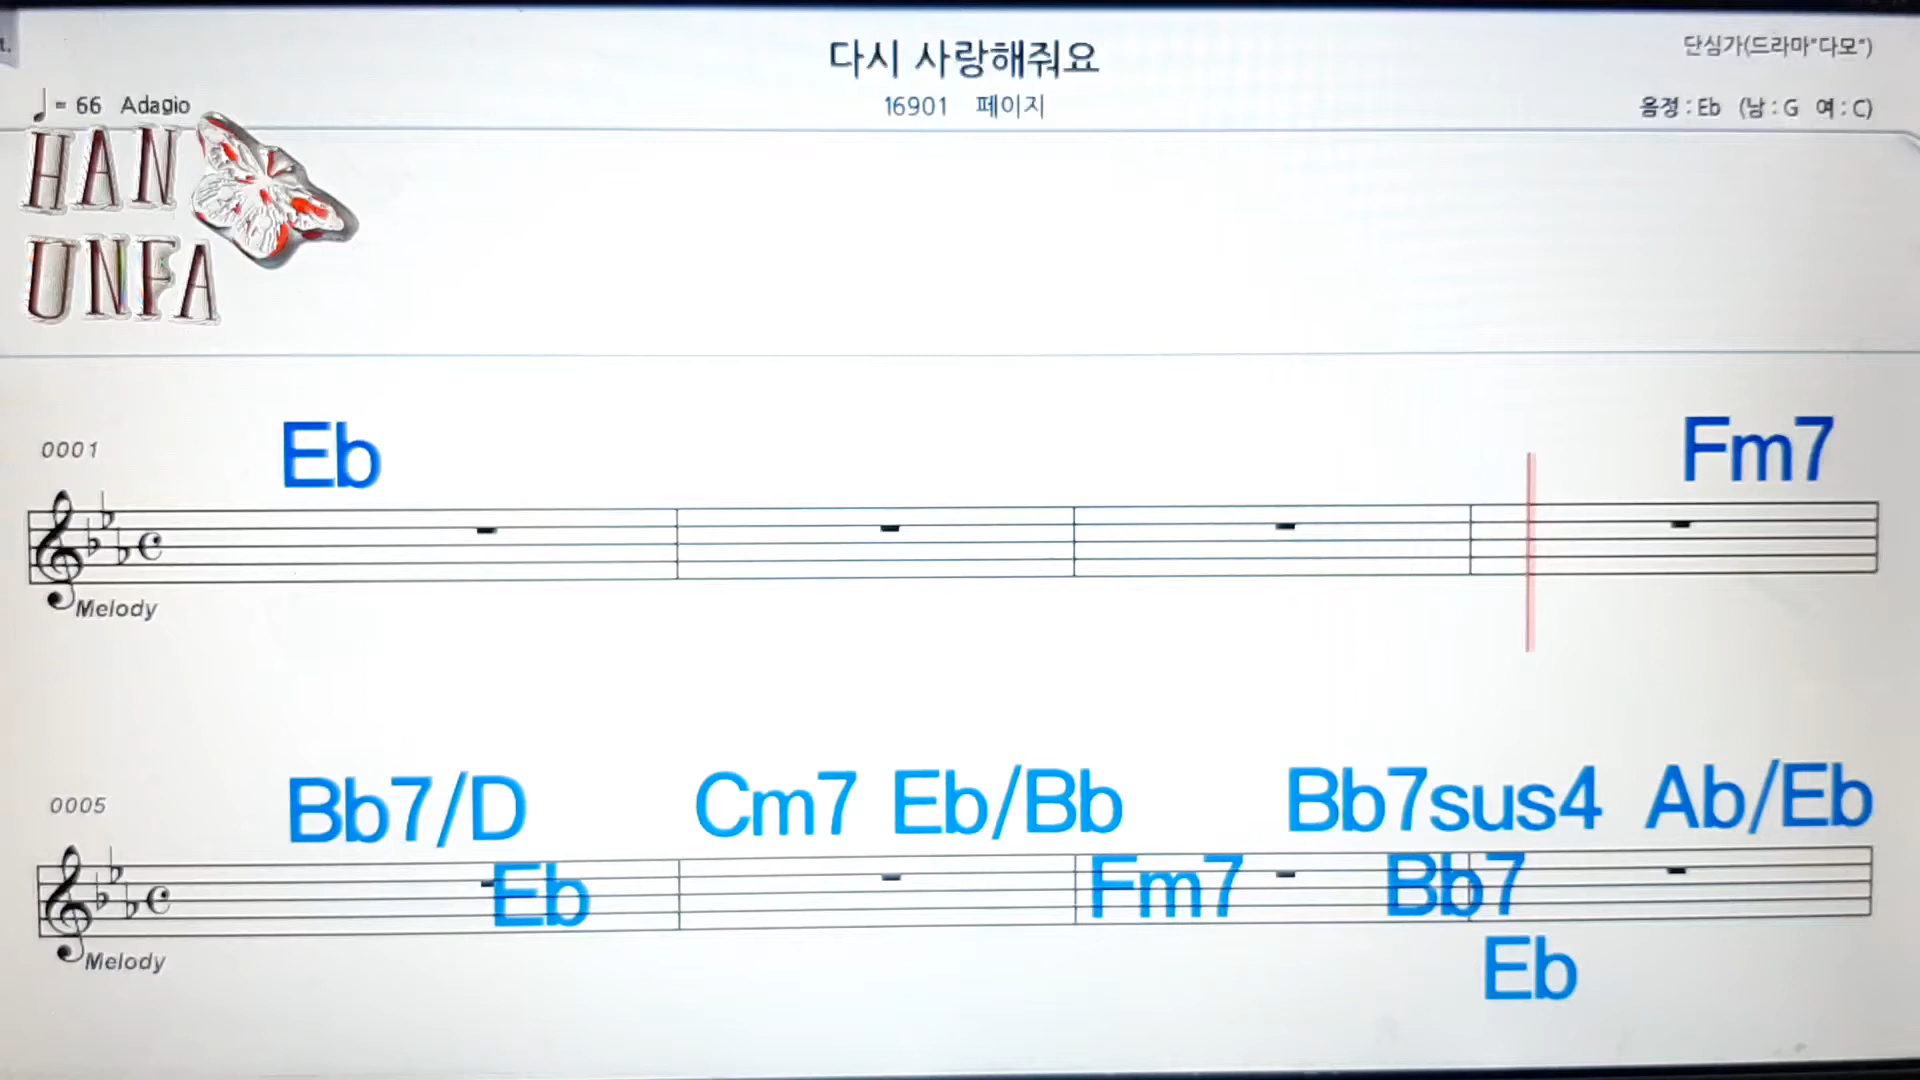 다시 사랑해줘요
단심가(드라마"다모")
♩= 66 Adagio
16901 페이지
음정 : Eb (남 : G 여 : C)
HAN
UNFA
0001
Eb
Fm7
Melody
0005
Bb7/D Cm7 Eb/Bb Bb7sus4 Ab/Eb
Eb Fm7 Bb7
Eb
Melody